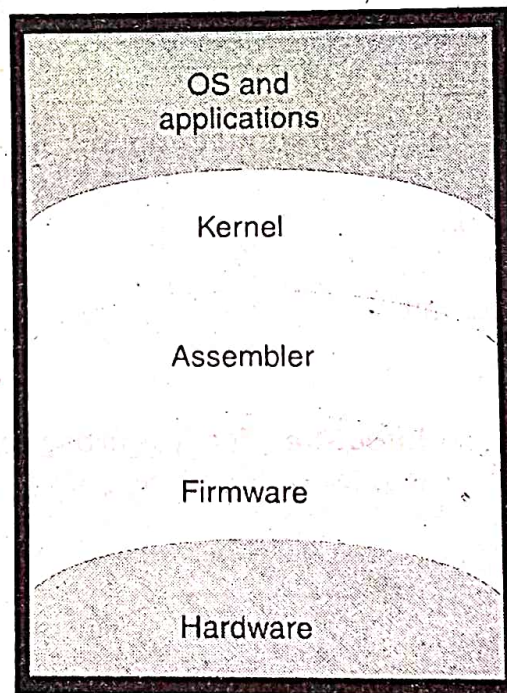 OS and
applications
Kernel
Assembler
Firmware
Hardware